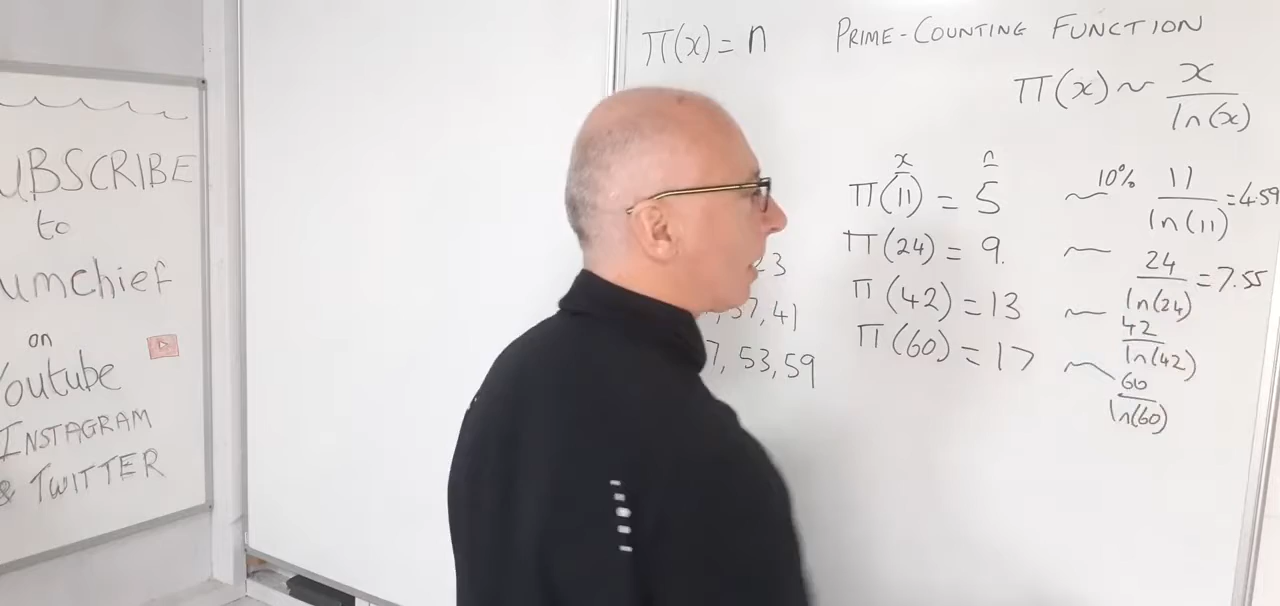 UBSCRIBE
to
umchief
on
Youtube
INSTAGRAM
& TWITTER
π(x) = n
PRIME-COUNTING FUNCTION
π(x) ~ x / ln(x)
x n
π(11) = 5 ~ 10% 11 / ln(11) = 4.59
π(24) = 9. ~ 24 / ln(24) = 7.55
π(42) = 13 ~ 42 / ln(42)
π(60) = 17 ~ 60 / ln(60)
23
37, 41
7, 53, 59